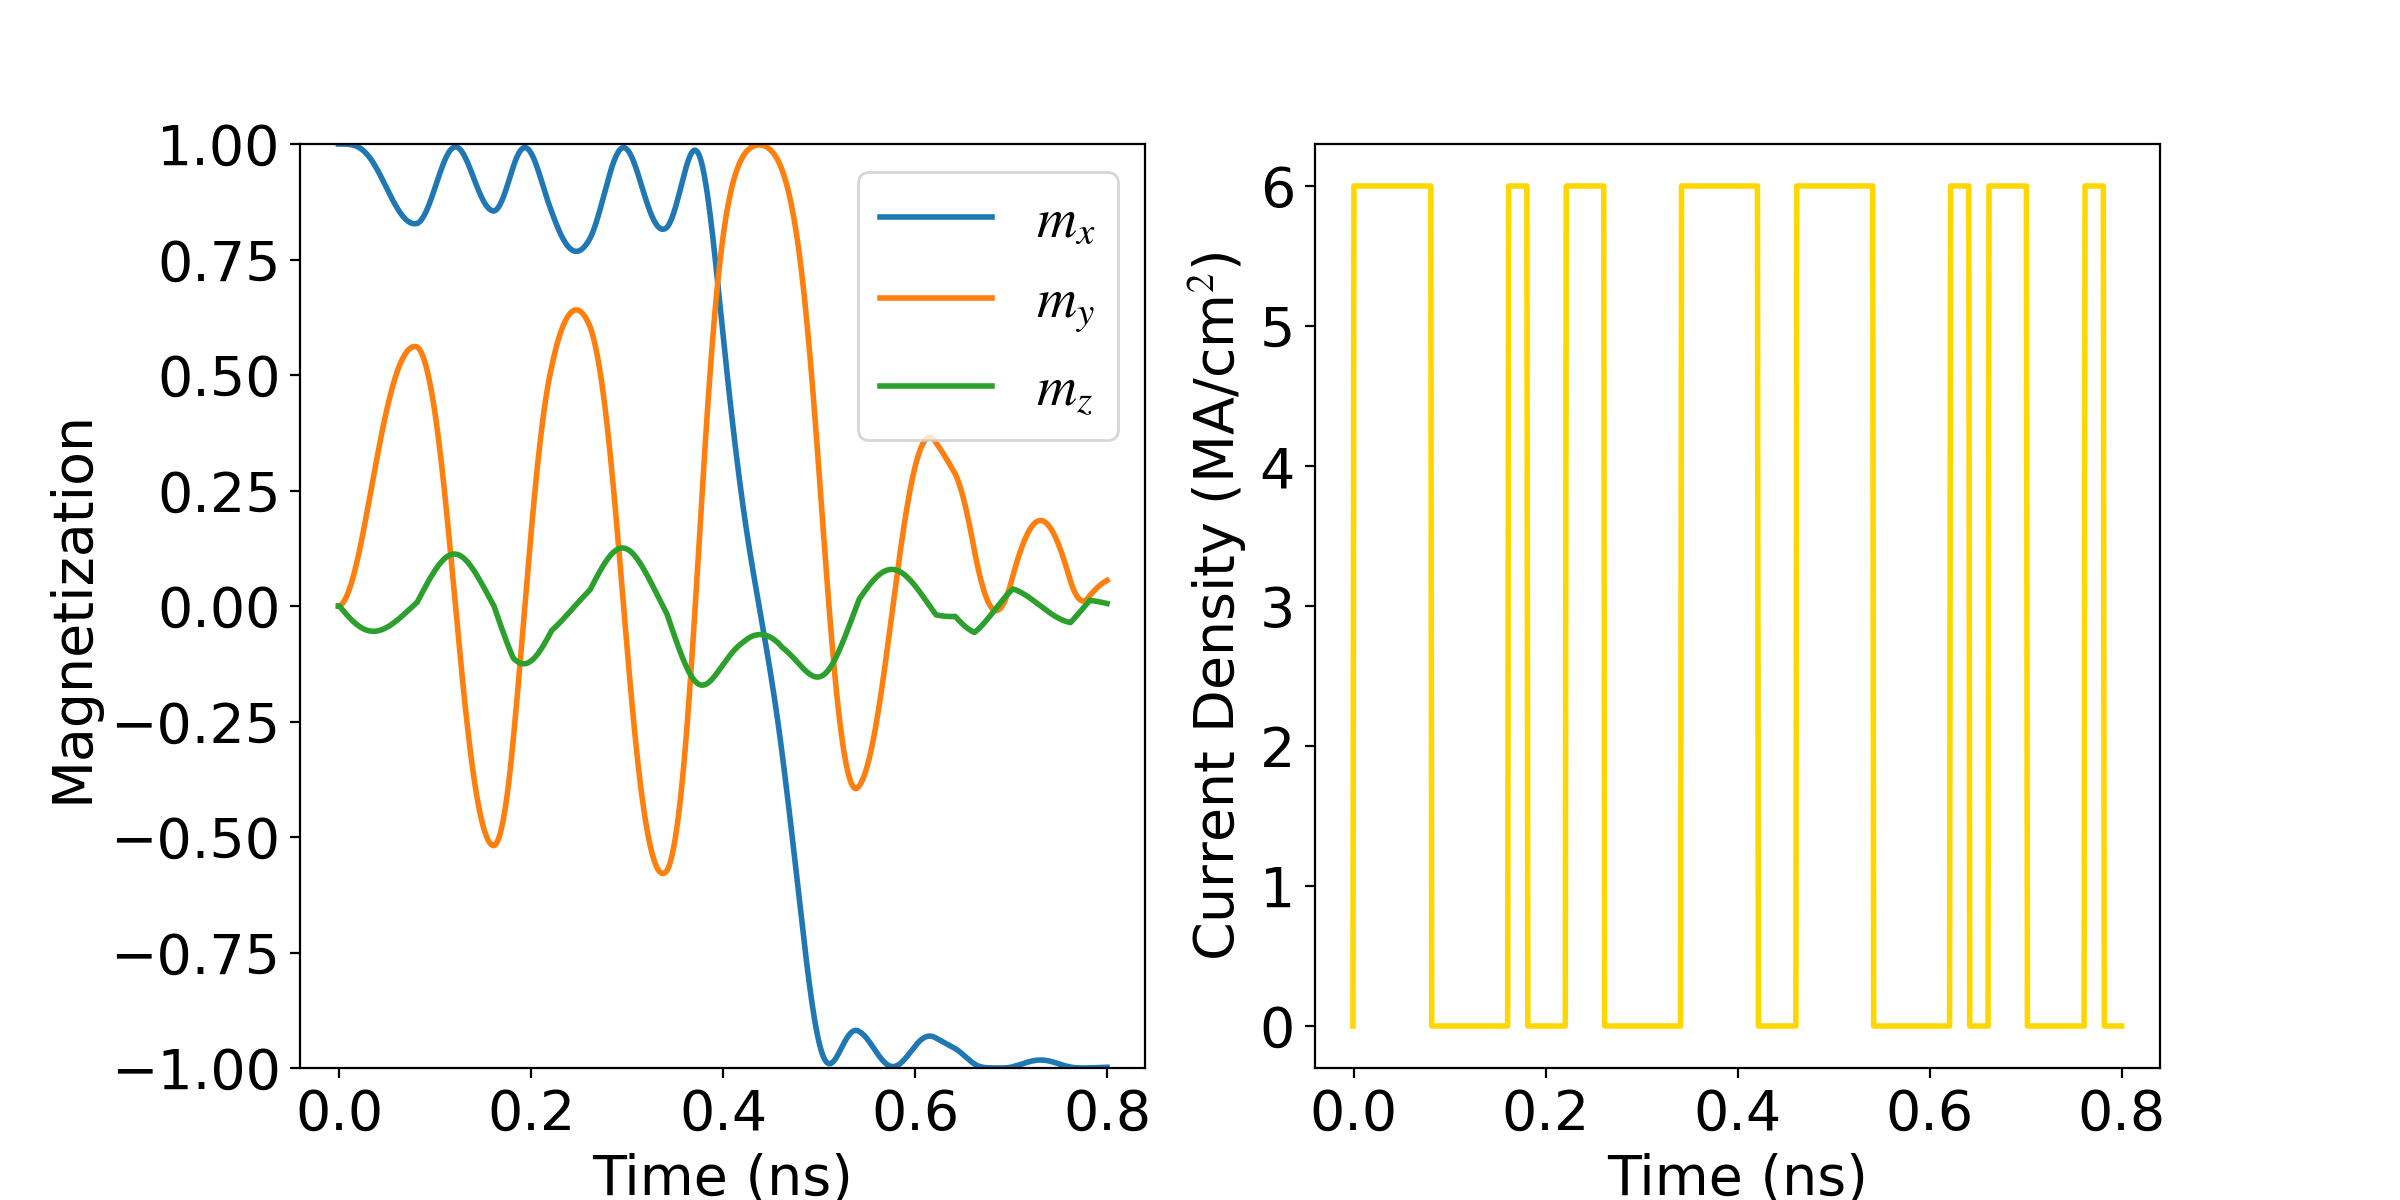 Magnetization
1.00
0.75
0.50
0.25
0.00
−0.25
−0.50
−0.75
−1.00
0.0 0.2 0.4 0.6 0.8
Time (ns)
m_x
m_y
m_z
Current Density (MA/cm²)
6
5
4
3
2
1
0
0.0 0.2 0.4 0.6 0.8
Time (ns)